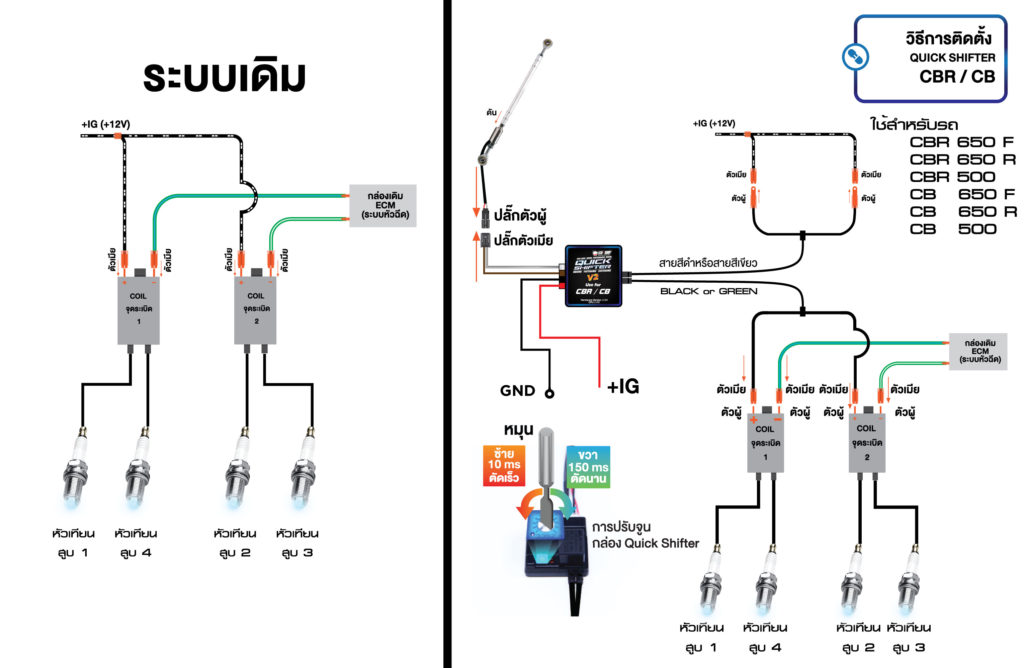 ระบบเดิม
+IG (+12V)
กล่องเดิม
ECM
(ระบบหัวฉีด)
ตัวเมีย
ตัวเมีย
ตัวเมีย
ตัวเมีย
+ -
+ -
COIL
จุดระเบิด
1
COIL
จุดระเบิด
2
หัวเทียน
สูบ 1
หัวเทียน
สูบ 4
หัวเทียน
สูบ 2
หัวเทียน
สูบ 3
วิธีการติดตั้ง
QUICK SHIFTER
CBR / CB
ใช้สำหรับรถ
CBR 650 F
CBR 650 R
CBR 500
CB 650 F
CB 650 R
CB 500
ดัน
ปลั๊กตัวผู้
ปลั๊กตัวเมีย
+IG (+12V)
ตัวเมีย
ตัวผู้
ตัวเมีย
ตัวผู้
QUICK
SHIFTER
V2
Use for
CBR / CB
สายสีดำหรือสายสีเขียว
BLACK or GREEN
GND
+IG
กล่องเดิม
ECM
(ระบบหัวฉีด)
ตัวเมีย
ตัวเมีย
ตัวเมีย
ตัวเมีย
ตัวผู้
ตัวผู้
ตัวผู้
ตัวผู้
+ -
COIL
จุดระเบิด
1
COIL
จุดระเบิด
2
หมุน
ซ้าย
10 ms
ตัดเร็ว
ขวา
150 ms
ตัดนาน
การปรับจูน
กล่อง Quick Shifter
หัวเทียน
สูบ 1
หัวเทียน
สูบ 4
หัวเทียน
สูบ 2
หัวเทียน
สูบ 3